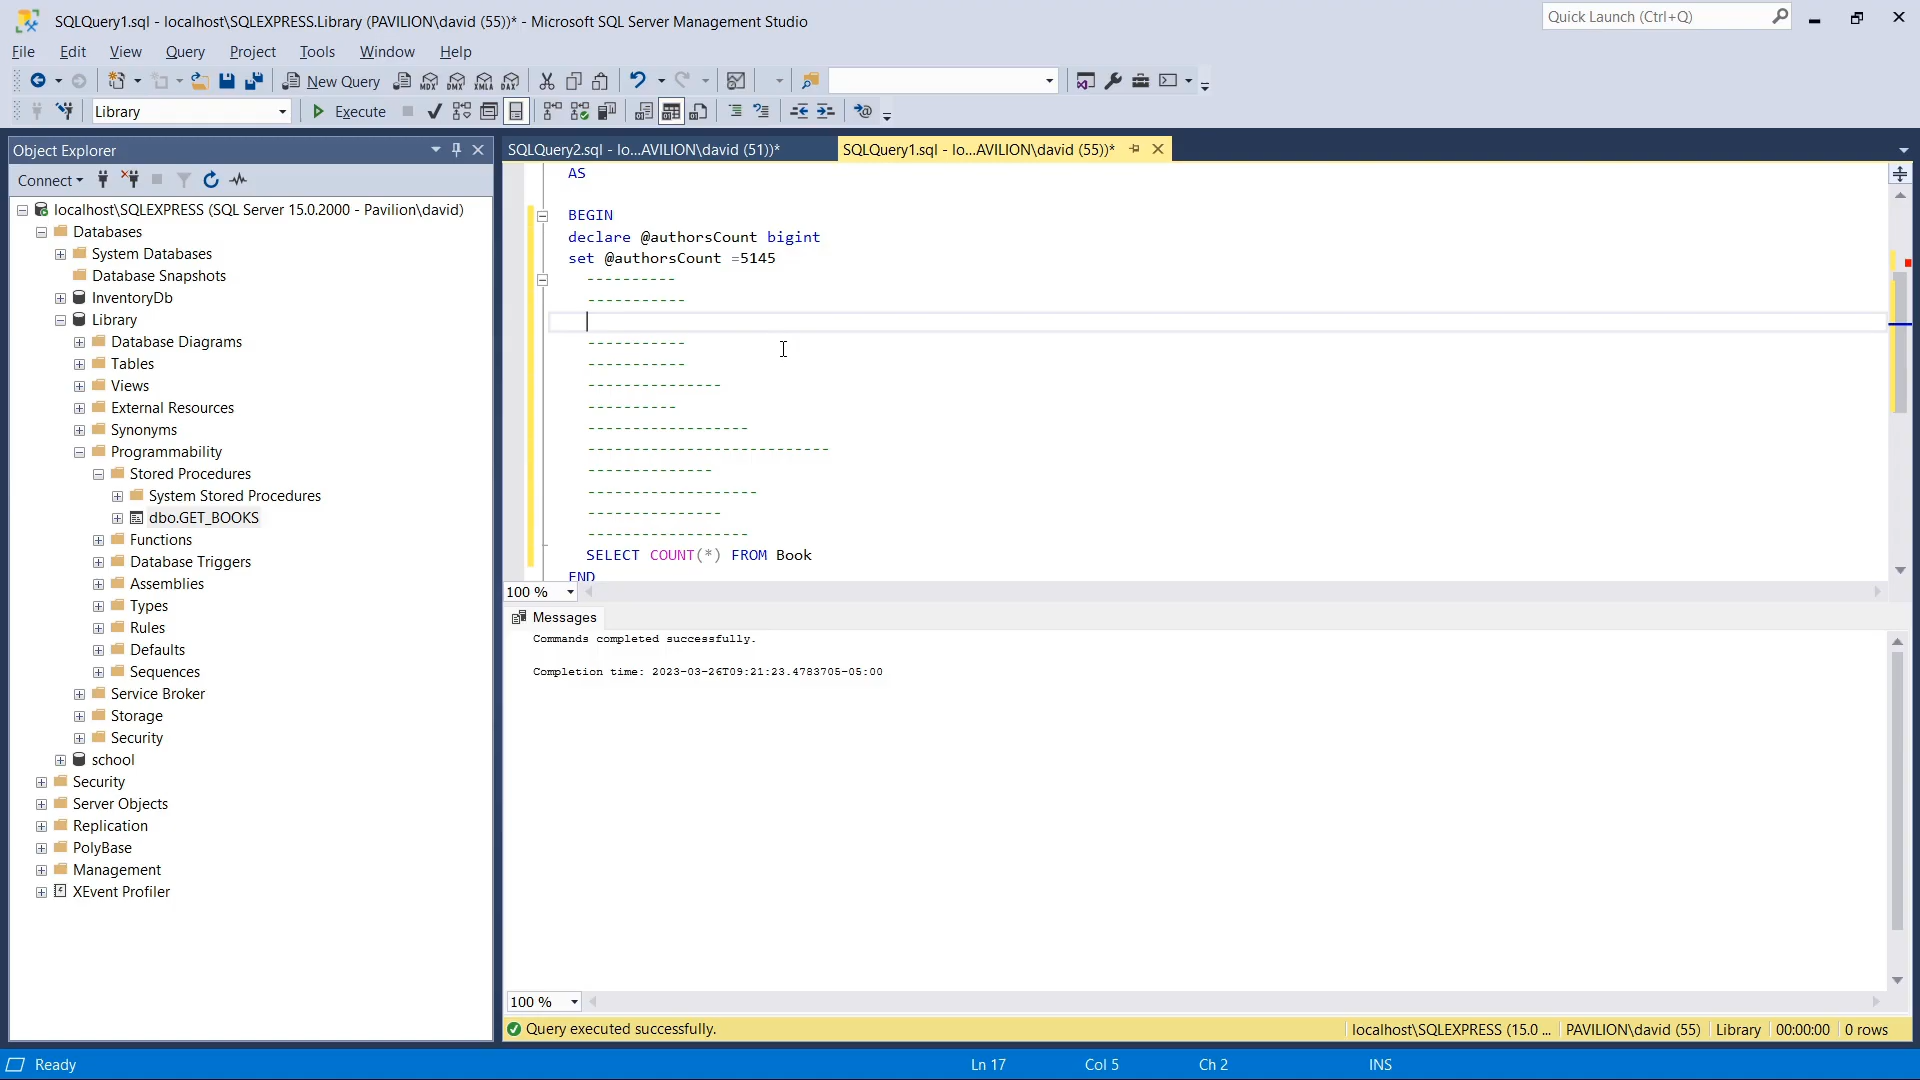 SQLQuery1.sql - localhost\SQLEXPRESS.Library (PAVILION\david (55))* - Microsoft SQL Server Management Studio
Quick Launch (Ctrl+Q)
File Edit View Query Project Tools Window Help
New Query MDX DMX XMLA DAX
Library Execute
Object Explorer
SQLQuery2.sql - lo...AVILION\david (51))*
SQLQuery1.sql - lo...AVILION\david (55))*
Connect
localhost\SQLEXPRESS (SQL Server 15.0.2000 - Pavilion\david)
Databases
System Databases
Database Snapshots
InventoryDb
Library
Database Diagrams
Tables
Views
External Resources
Synonyms
Programmability
Stored Procedures
System Stored Procedures
dbo.GET_BOOKS
Functions
Database Triggers
Assemblies
Types
Rules
Defaults
Sequences
Service Broker
Storage
Security
school
Security
Server Objects
Replication
PolyBase
Management
XEvent Profiler
AS
BEGIN
declare @authorsCount bigint
set @authorsCount =5145
----------
-----------
-----------
-----------
---------------
----------
------------------
---------------------------
--------------
-------------------
---------------
------------------
SELECT COUNT(*) FROM Book
END
100 %
Messages
Commands completed successfully.
Completion time: 2023-03-26T09:21:23.4783705-05:00
100 %
Query executed successfully.
localhost\SQLEXPRESS (15.0 ... PAVILION\david (55) Library 00:00:00 0 rows
Ready
Ln 17 Col 5 Ch 2 INS